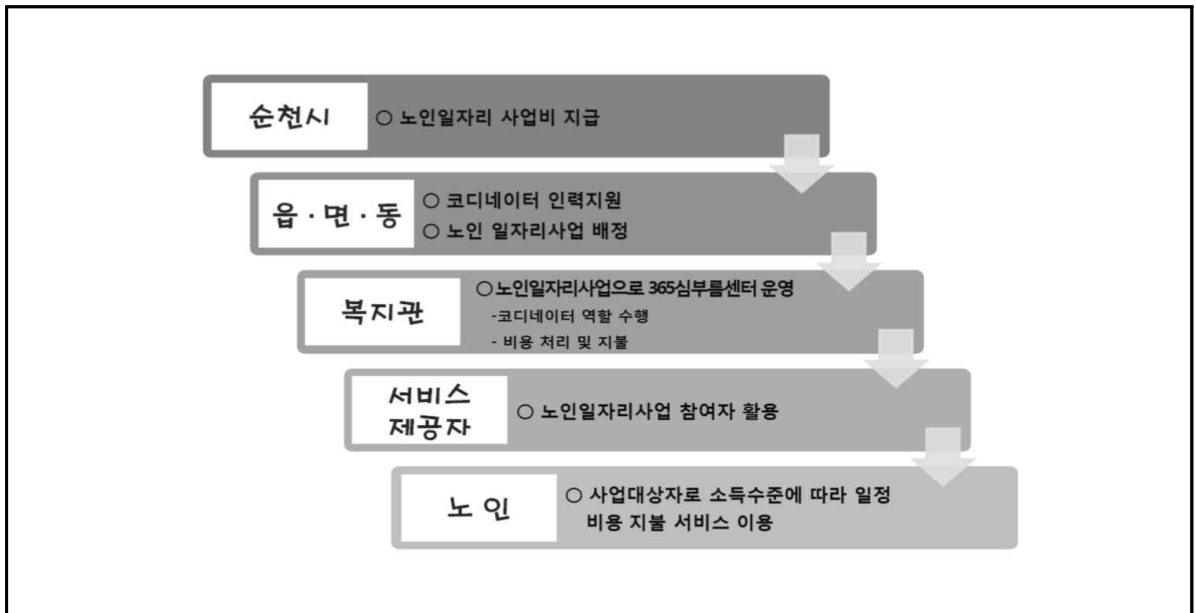 순천시
○ 노인일자리 사업비 지급
읍·면·동
○ 코디네이터 인력지원
○ 노인 일자리사업 배정
복지관
○노인일자리사업으로 365심부름센터 운영
-코디네이터 역할 수행
- 비용 처리 및 지불
서비스
제공자
○ 노인일자리사업 참여자 활용
노 인
○ 사업대상자로 소득수준에 따라 일정
비용 지불 서비스 이용